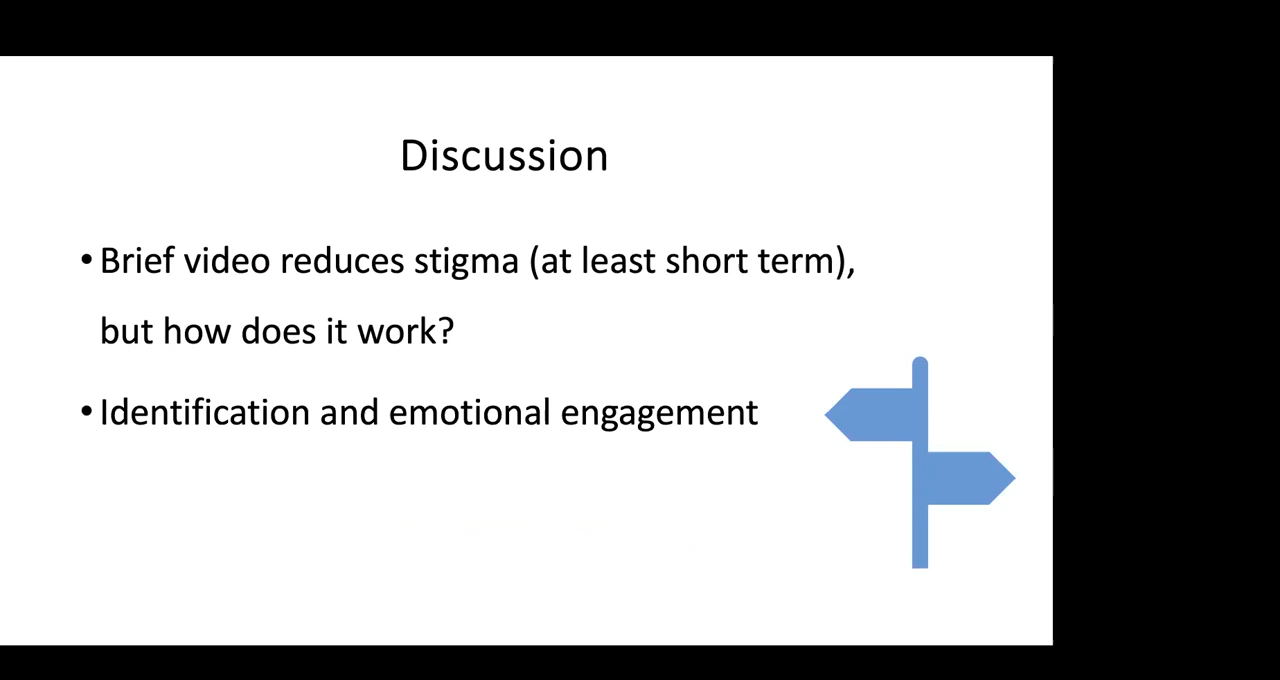 Discussion
• Brief video reduces stigma (at least short term),
but how does it work?
• Identification and emotional engagement